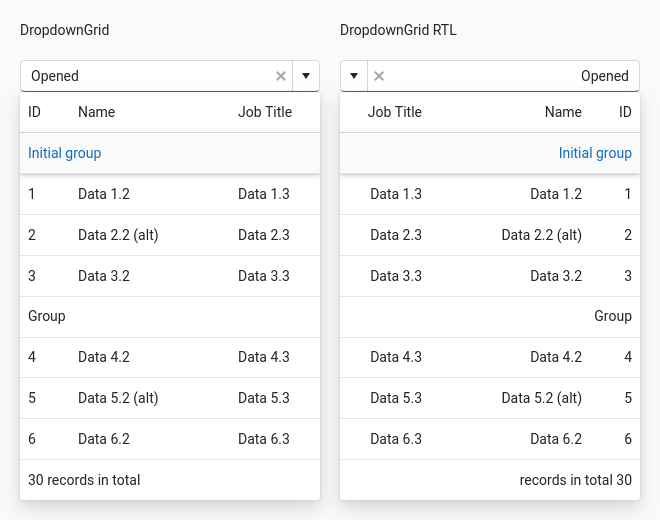 DropdownGrid
Opened
ID Name Job Title
Initial group
1 Data 1.2 Data 1.3
2 Data 2.2 (alt) Data 2.3
3 Data 3.2 Data 3.3
Group
4 Data 4.2 Data 4.3
5 Data 5.2 (alt) Data 5.3
6 Data 6.2 Data 6.3
30 records in total
DropdownGrid RTL
Opened
Job Title Name ID
Initial group
Data 1.3 Data 1.2 1
Data 2.3 Data 2.2 (alt) 2
Data 3.3 Data 3.2 3
Group
Data 4.3 Data 4.2 4
Data 5.3 Data 5.2 (alt) 5
Data 6.3 Data 6.2 6
records in total 30